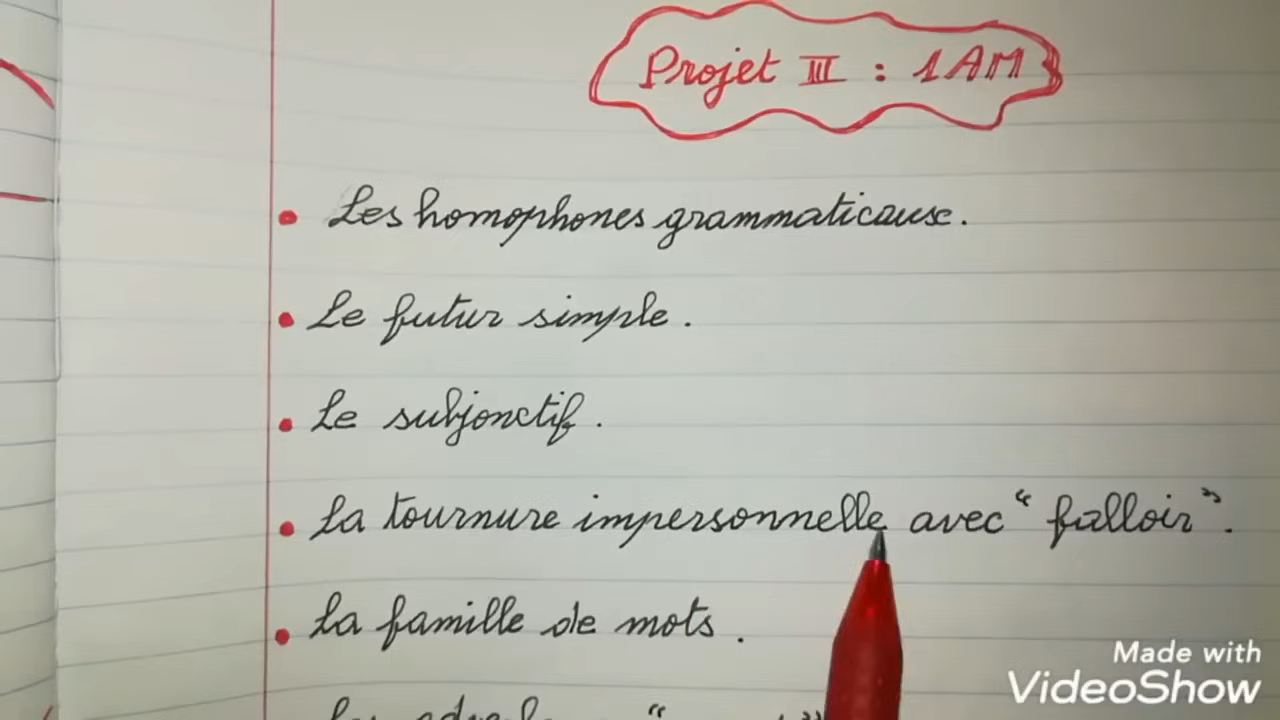 Projet III : 1AM
• Les homophones grammaticaux.
• Le futur simple.
• Le subjonctif.
• La tournure impersonnelle avec "falloir".
• La famille de mots.
Made with
VideoShow